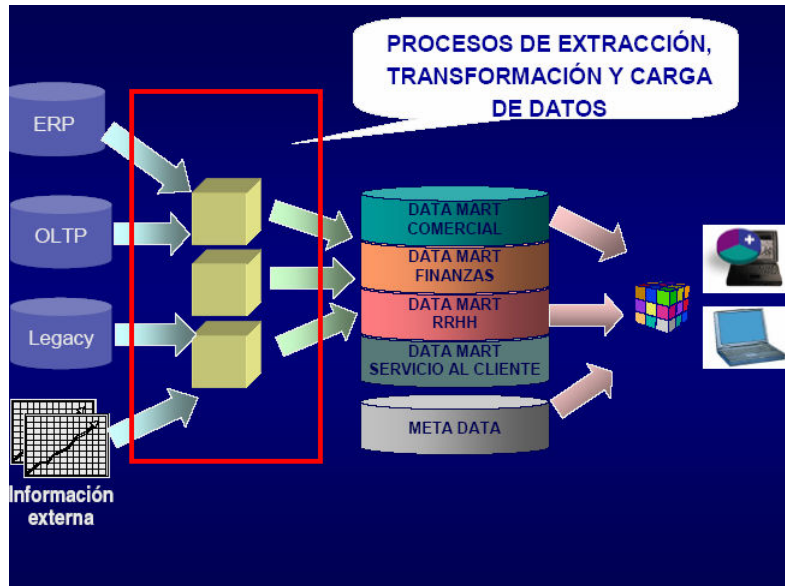 PROCESOS DE EXTRACCIÓN,
TRANSFORMACIÓN Y CARGA
DE DATOS
ERP
OLTP
Legacy
Información
externa
DATA MART
COMERCIAL
DATA MART
FINANZAS
DATA MART
RRHH
DATA MART
SERVICIO AL CLIENTE
META DATA